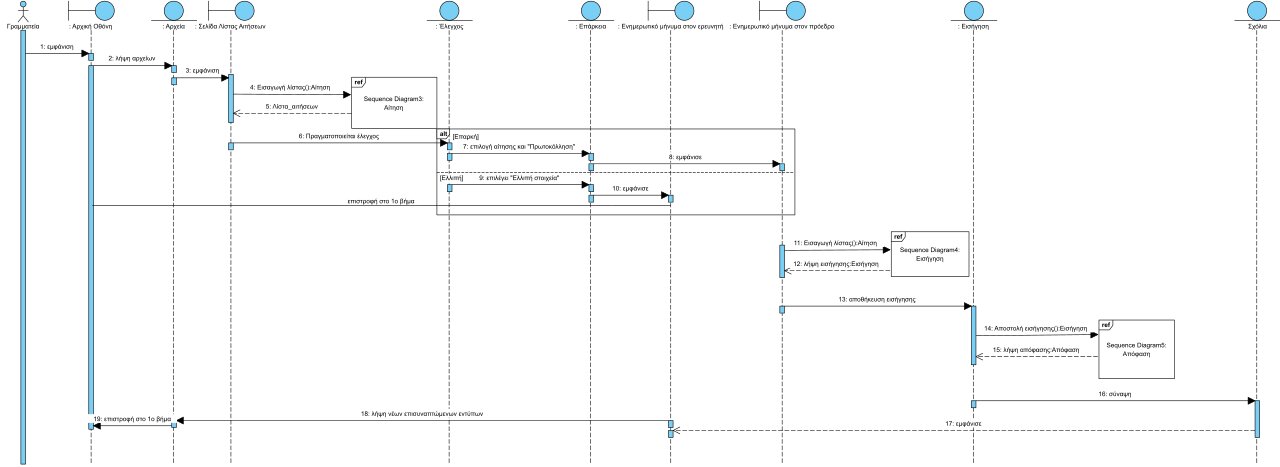 Γραμματεία
: Αρχική Οθόνη
: Αρχεία
: Σελίδα Λίστας Αιτήσεων
: Έλεγχος
: Επάρκεια
: Ενημερωτικό μήνυμα στον ερευνητή
: Ενημερωτικό μήνυμα στον πρόεδρο
: Εισήγηση
Σχόλια
1: εμφάνιση
2: λήψη αρχείων
3: εμφάνιση
4: Εισαγωγή λίστας():Αίτηση
5: Λίστα_αιτήσεων
ref
Sequence Diagram3:
Αίτηση
6: Πραγματοποιείται έλεγχος
alt
[Επαρκή]
7: επιλογή αίτησης και "Πρωτοκόλληση"
8: εμφάνισε
[Ελλιπή]
9: επιλέγει "Ελλιπή στοιχεία"
10: εμφάνισε
επιστροφή στο 1ο βήμα
11: Εισαγωγή λίστας():Αίτηση
12: λήψη εισήγησης:Εισήγηση
ref
Sequence Diagram4:
Εισήγηση
13: αποθήκευση εισήγησης
14: Αποστολή εισήγησης():Εισήγηση
15: λήψη απόφασης:Απόφαση
ref
Sequence Diagram5:
Απόφαση
16: σύναψη
17: εμφάνισε
18: λήψη νέων επισυναπτώμενων εντύπων
19: επιστροφή στο 1ο βήμα